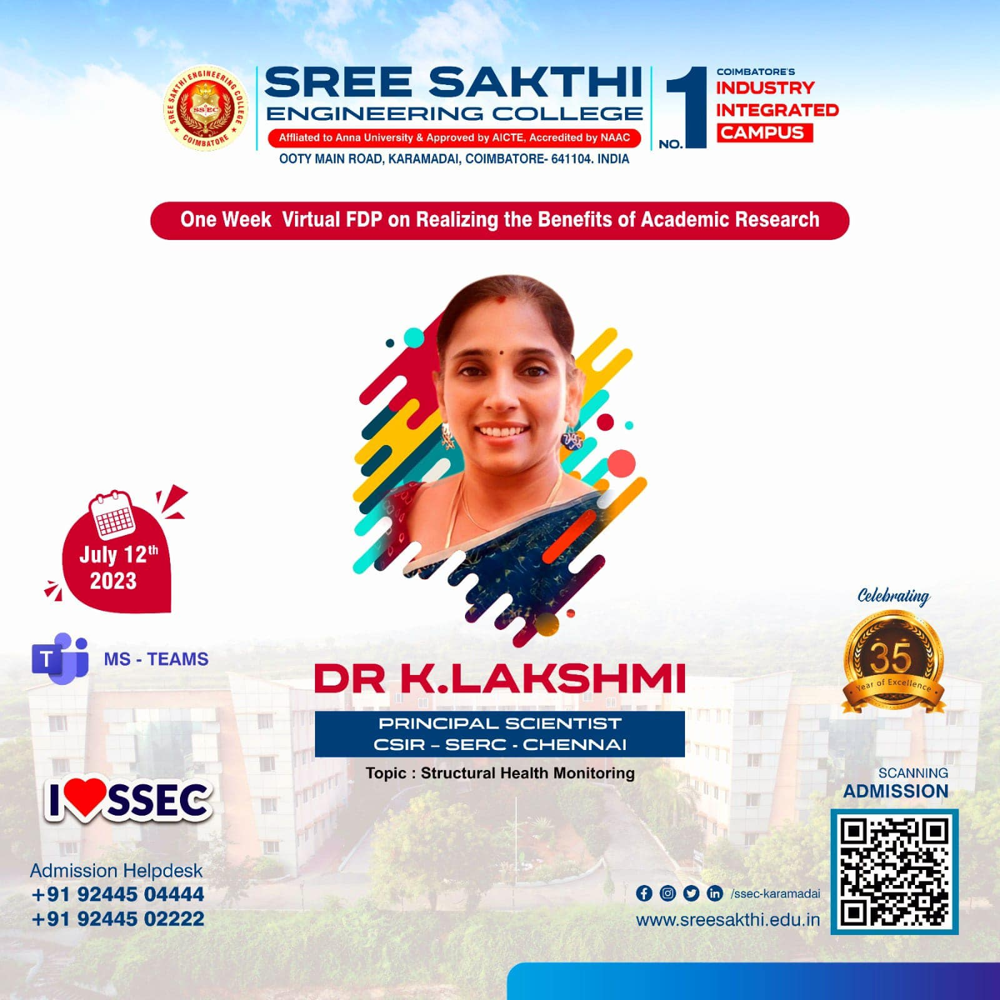 SREE SAKTHI ENGINEERING COLLEGE
COIMBATORE
SSEC
SREE SAKTHI
ENGINEERING COLLEGE
Affliated to Anna University & Approved by AICTE, Accredited by NAAC
OOTY MAIN ROAD, KARAMADAI, COIMBATORE- 641104. INDIA
NO.1
COIMBATORE'S
INDUSTRY
INTEGRATED
CAMPUS
One Week Virtual FDP on Realizing the Benefits of Academic Research
July 12th
2023
T
MS - TEAMS
Celebrating
35
Year of Excellence
DR K.LAKSHMI
PRINCIPAL SCIENTIST
CSIR – SERC - CHENNAI
Topic : Structural Health Monitoring
I SSEC
Admission Helpdesk
+91 92445 04444
+91 92445 02222
SCANNING
ADMISSION
/ssec-karamadai
www.sreesakthi.edu.in